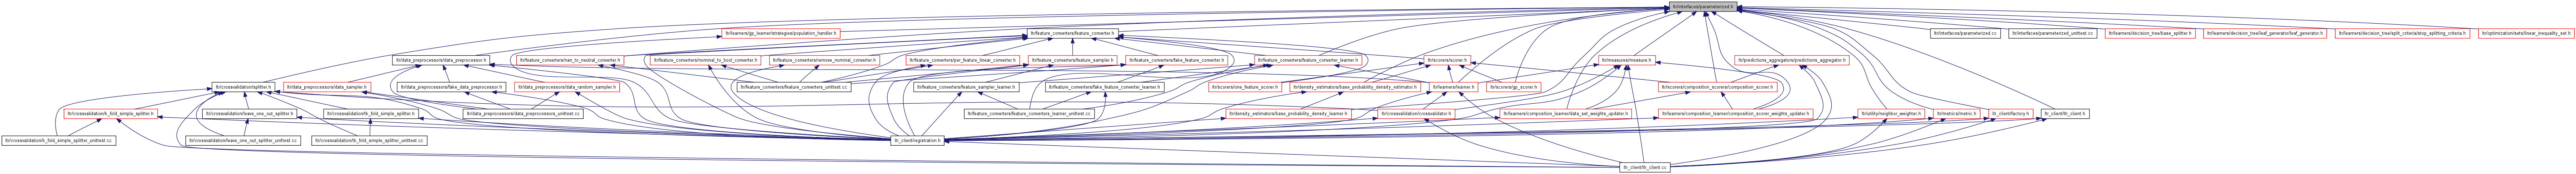 ltr/interfaces/parameterized.h
ltr/learners/gp_learner/strategies/population_handler.h
ltr/feature_converters/feature_converter.h
ltr/interfaces/parameterized.cc
ltr/interfaces/parameterized_unittest.cc
ltr/learners/decision_tree/base_splitter.h
ltr/learners/decision_tree/leaf_generator/leaf_generator.h
ltr/learners/decision_tree/split_criteria/stop_splitting_criteria.h
ltr/optimization/sets/linear_inequality_set.h
ltr/data_preprocessors/data_preprocessor.h
ltr/feature_converters/nan_to_neutral_converter.h
ltr/feature_converters/nominal_to_bool_converter.h
ltr/feature_converters/remove_nominal_converter.h
ltr/feature_converters/per_feature_linear_converter.h
ltr/feature_converters/feature_sampler.h
ltr/feature_converters/fake_feature_converter.h
ltr/feature_converters/feature_converter_learner.h
ltr/scorers/scorer.h
ltr/measures/measure.h
ltr/predictions_aggregators/predictions_aggregator.h
ltr/crossvalidation/splitter.h
ltr/data_preprocessors/data_sampler.h
ltr/data_preprocessors/fake_data_preprocessor.h
ltr/data_preprocessors/data_random_sampler.h
ltr/feature_converters/feature_converters_unittest.cc
ltr/feature_converters/feature_sampler_learner.h
ltr/feature_converters/fake_feature_converter_learner.h
ltr/scorers/one_feature_scorer.h
ltr/density_estimators/base_probability_density_estimator.h
ltr/learners/learner.h
ltr/scorers/gp_scorer.h
ltr/scorers/composition_scorers/composition_scorer.h
ltr/crossvalidation/k_fold_simple_splitter.h
ltr/crossvalidation/leave_one_out_splitter.h
ltr/crossvalidation/tk_fold_simple_splitter.h
ltr/data_preprocessors/data_preprocessors_unittest.cc
ltr/feature_converters/feature_converters_learner_unittest.cc
ltr/density_estimators/base_probability_density_learner.h
ltr/crossvalidation/crossvalidator.h
ltr/learners/composition_learner/data_set_weights_updater.h
ltr/learners/composition_learner/composition_scorer_weights_updater.h
ltr/utility/neighbor_weighter.h
ltr/metrics/metric.h
ltr_client/factory.h
ltr_client/ltr_client.h
ltr/crossvalidation/k_fold_simple_splitter_unittest.cc
ltr/crossvalidation/leave_one_out_splitter_unittest.cc
ltr/crossvalidation/tk_fold_simple_splitter_unittest.cc
ltr_client/registration.h
ltr_client/ltr_client.cc